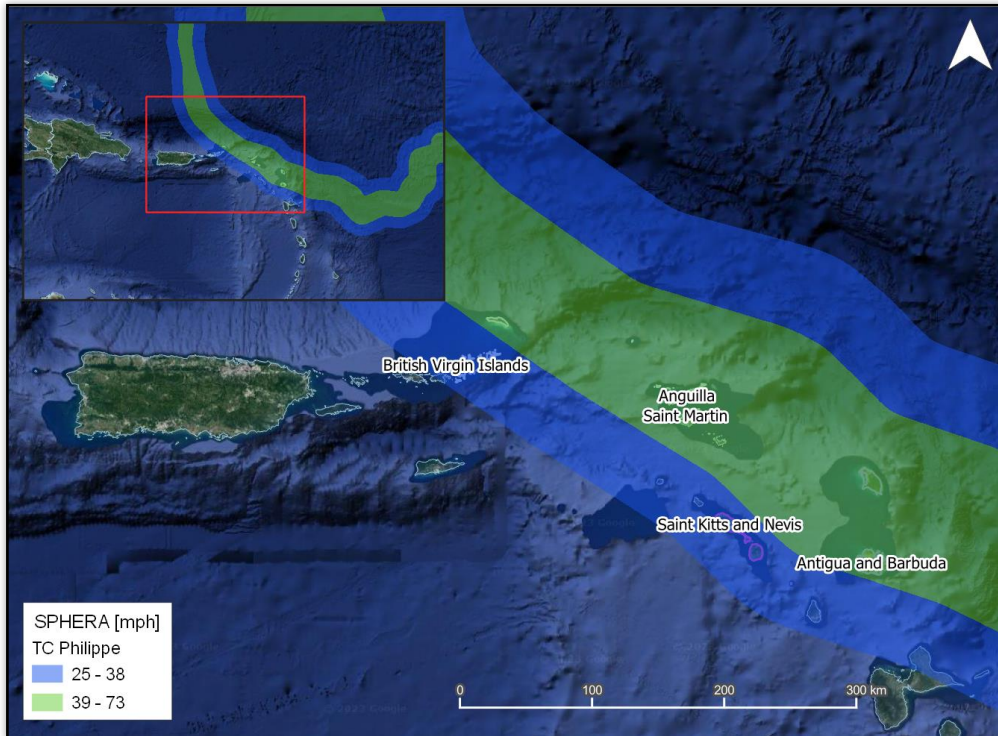 British Virgin Islands
Anguilla
Saint Martin
Saint Kitts and Nevis
Antigua and Barbuda
SPHERA [mph]
TC Philippe
25 - 38
39 - 73
0 100 200 300 km